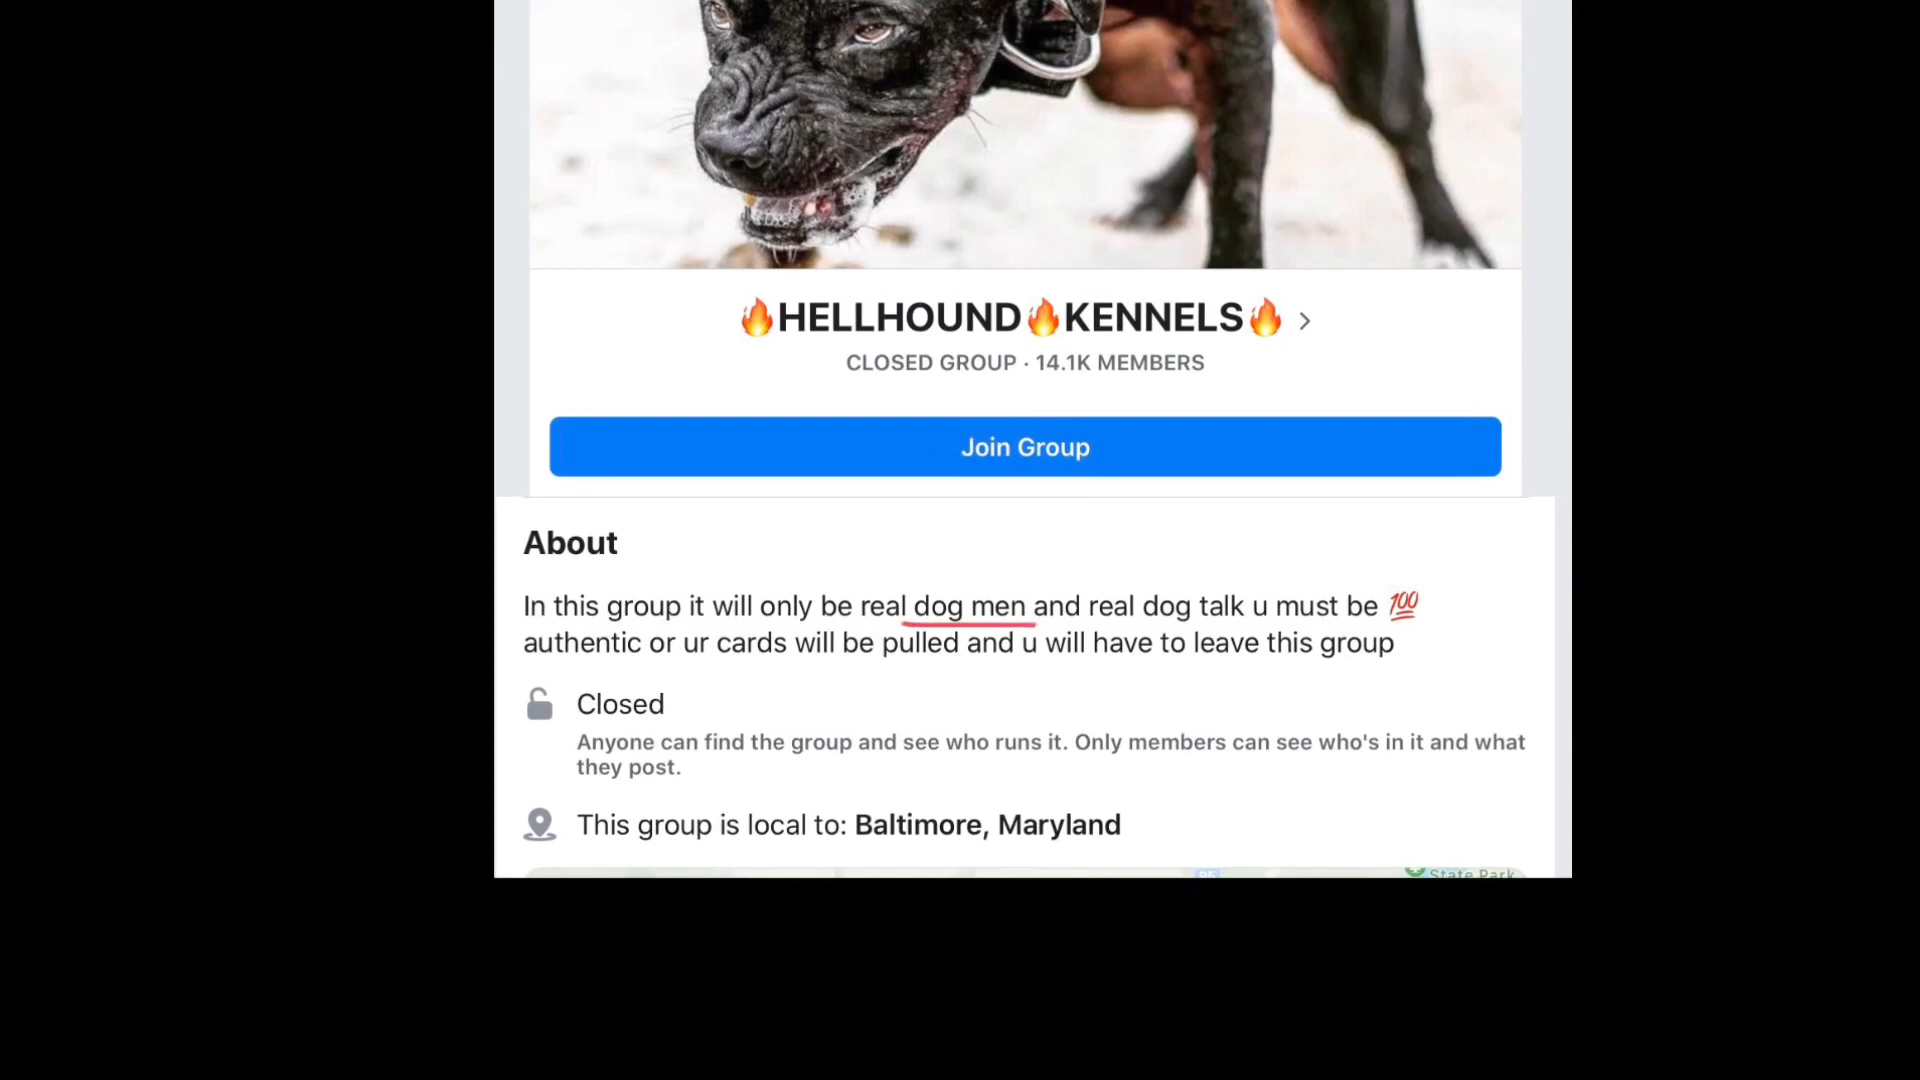 🔥HELLHOUND🔥KENNELS🔥
CLOSED GROUP · 14.1K MEMBERS
Join Group
About
In this group it will only be real dog men and real dog talk u must be 💯
authentic or ur cards will be pulled and u will have to leave this group
Closed
Anyone can find the group and see who runs it. Only members can see who's in it and what
they post.
This group is local to: Baltimore, Maryland
95
State Park